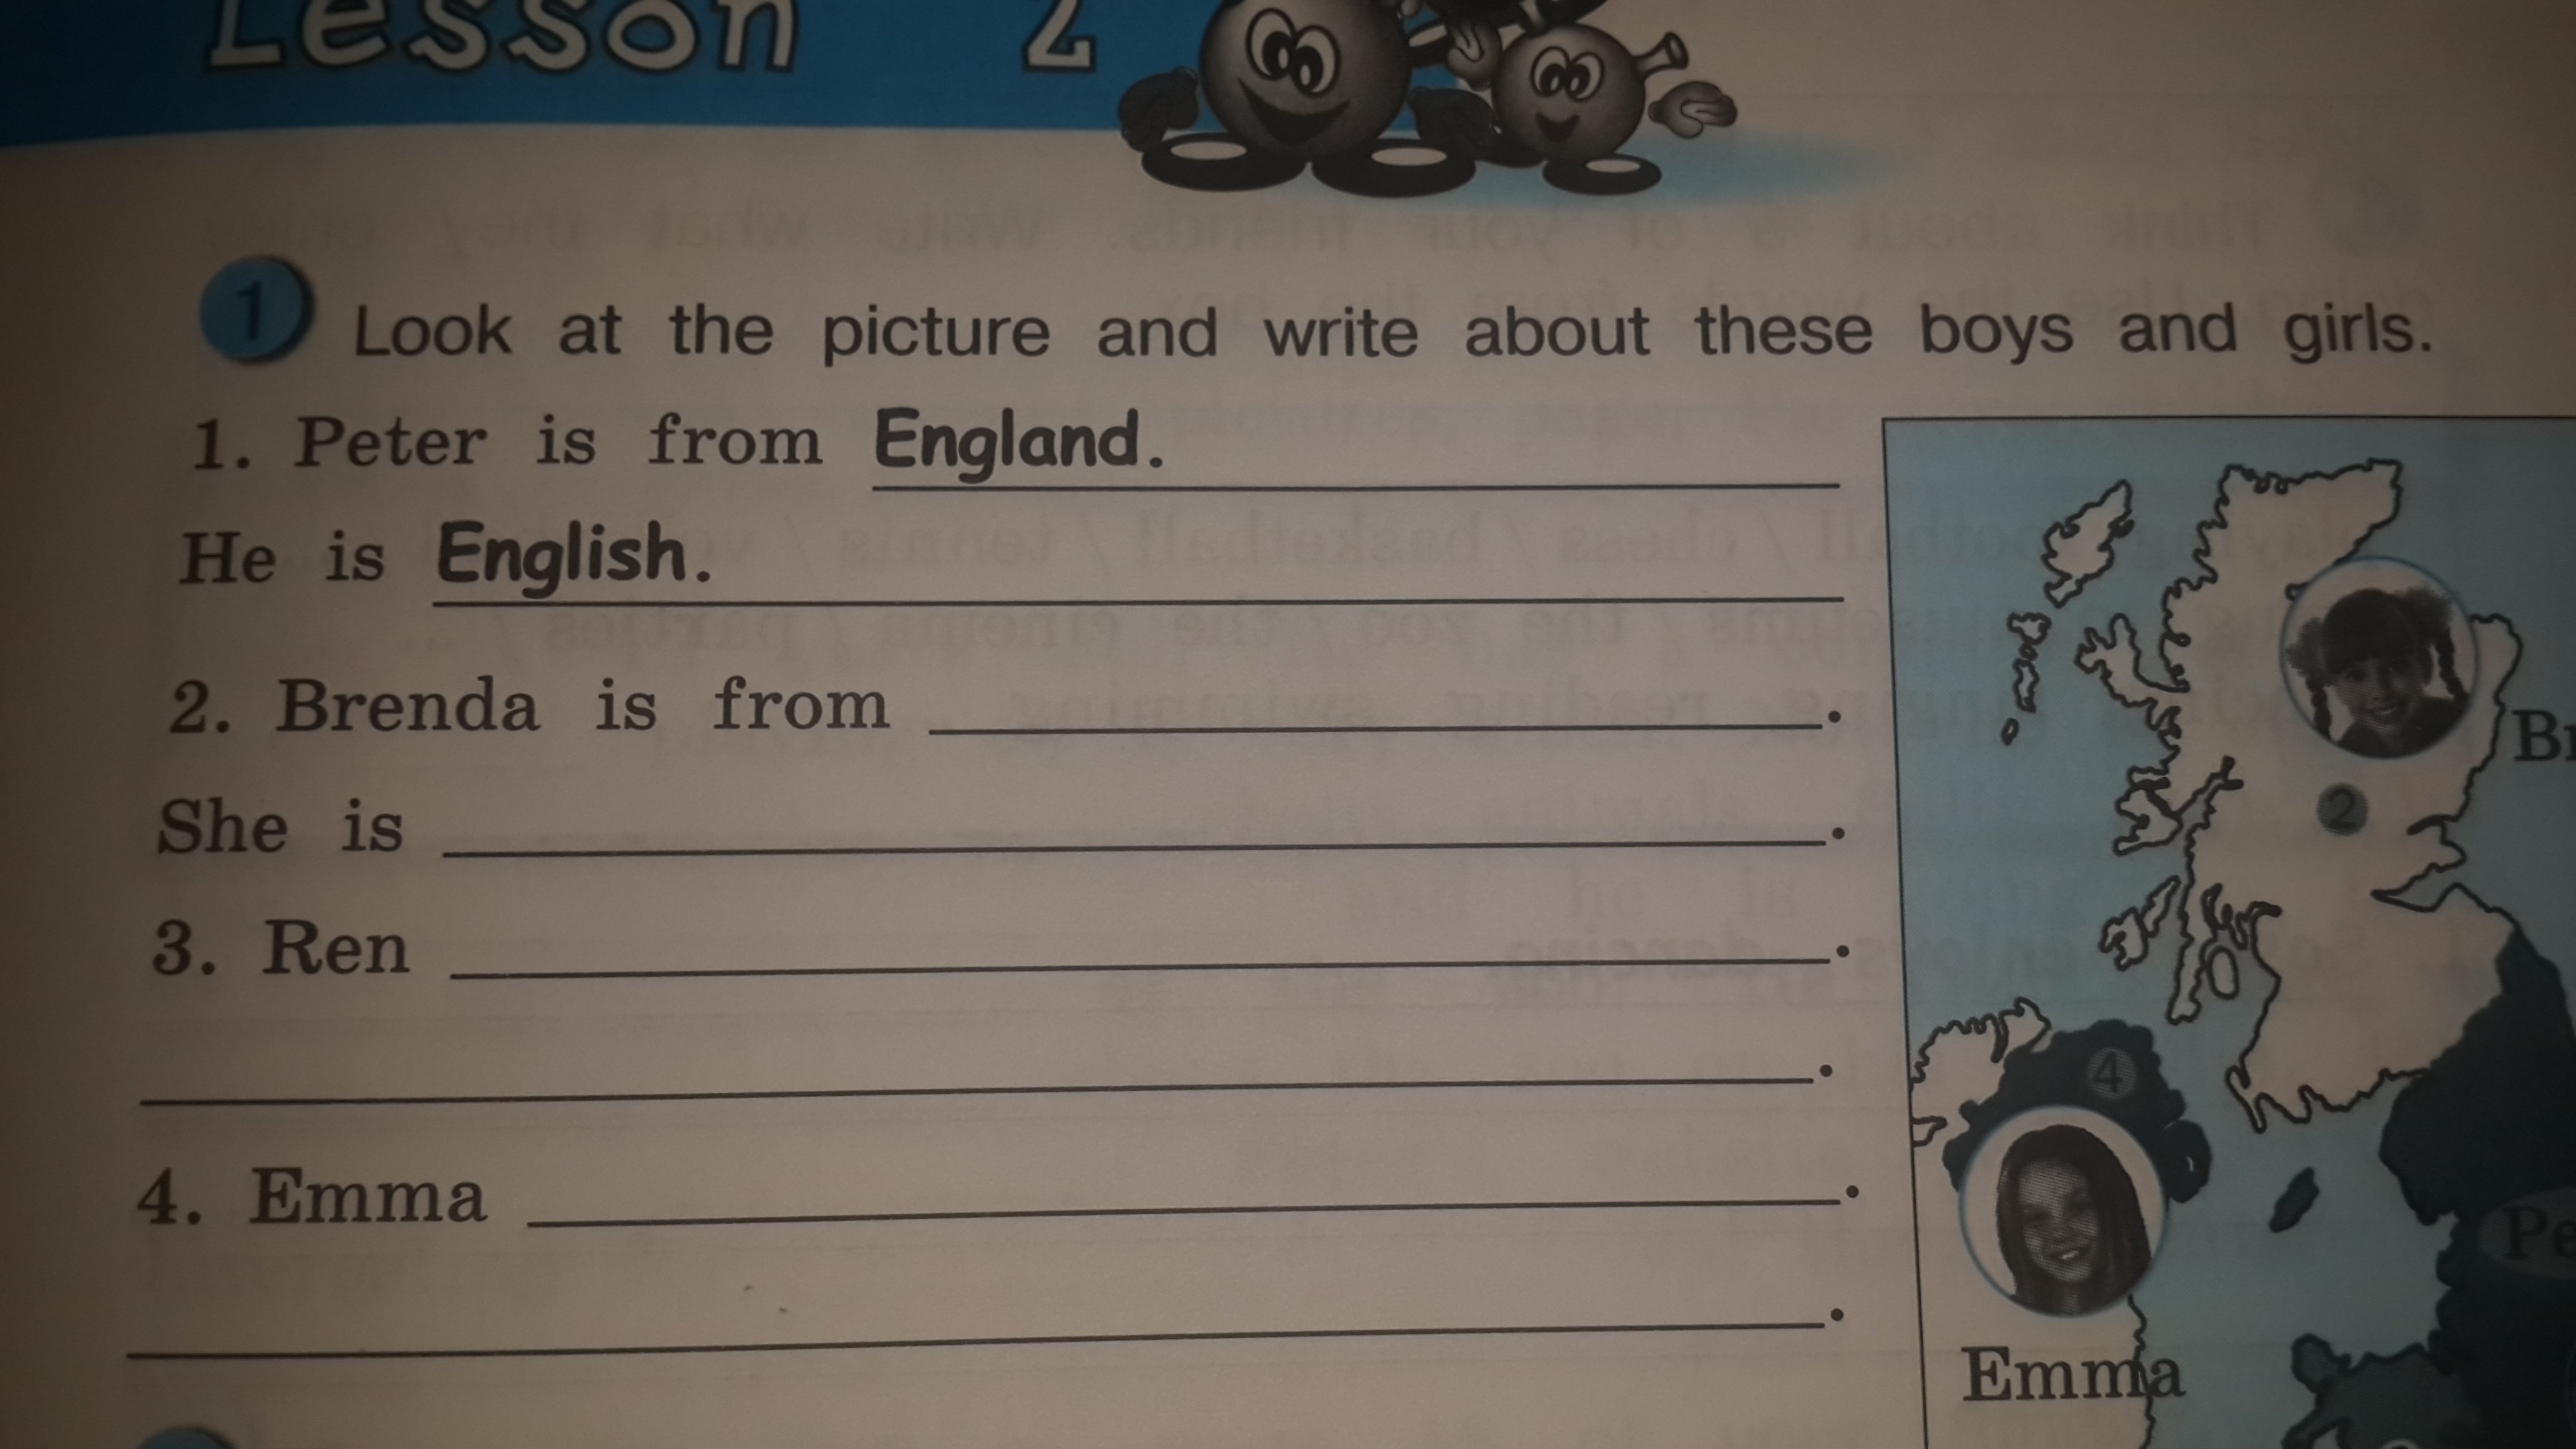 Lesson 2
1 Look at the picture and write about these boys and girls.
1. Peter is from England.
He is English.
2. Brenda is from .
She is .
3. Ren .
.
4. Emma .
.
2
4
Emma